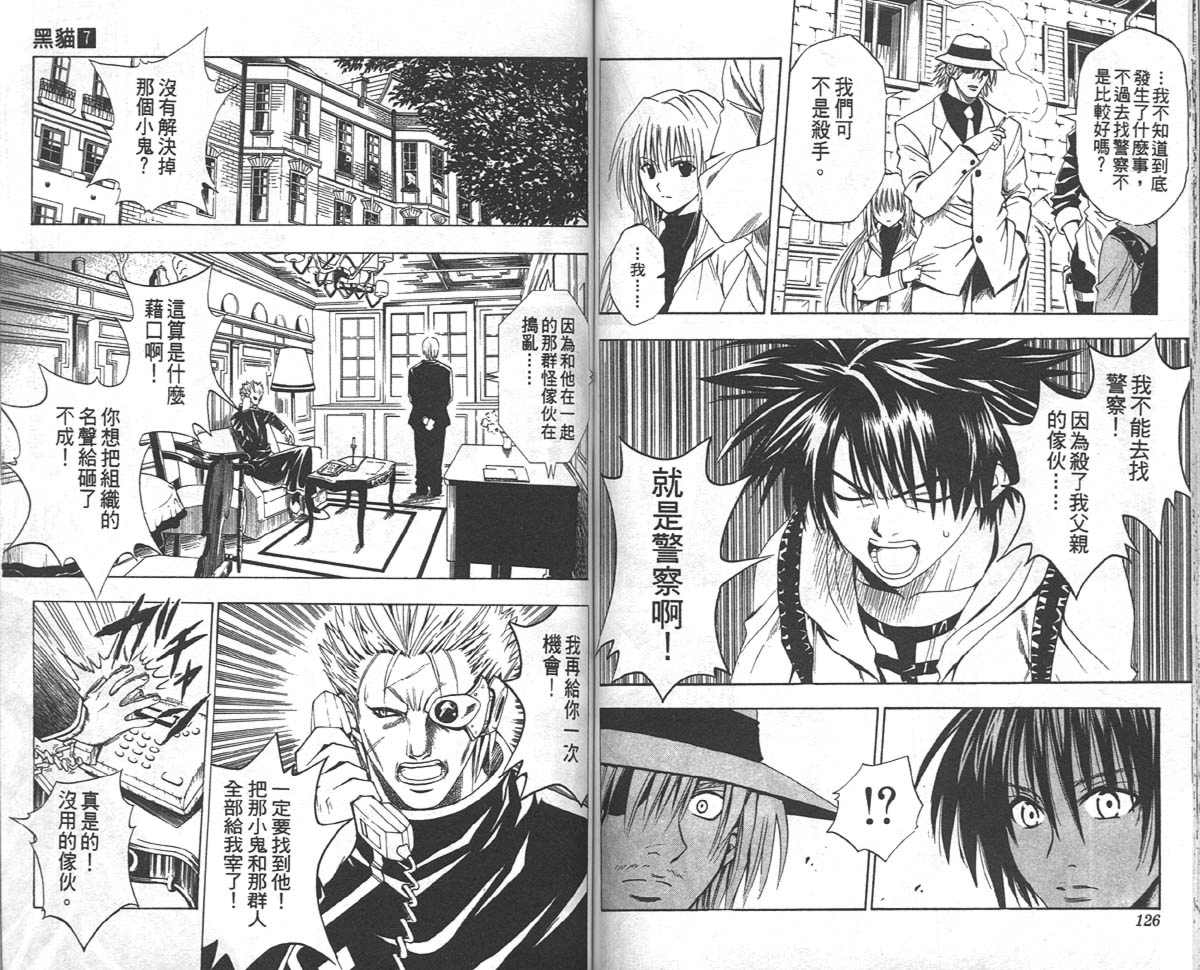 …我不知道到底
發生了什麼事，
不過去找警察不
是比較好嗎？
我們可
不是殺手。
…我……
我不能去找
警察！
因為殺了我父親
的傢伙……
就是警察啊！
!?
126
黑貓7
沒有解決掉
那個小鬼？
因為和他在一起
的那群怪傢伙在
搗亂……
這算是什麼
藉口啊！
你想把組織的
名聲給砸了
不成！
我再給你一次
機會！
一定要找到他！
把那小鬼和那群人
全部給我宰了！
ガチャ
真是的！
沒用的傢伙。